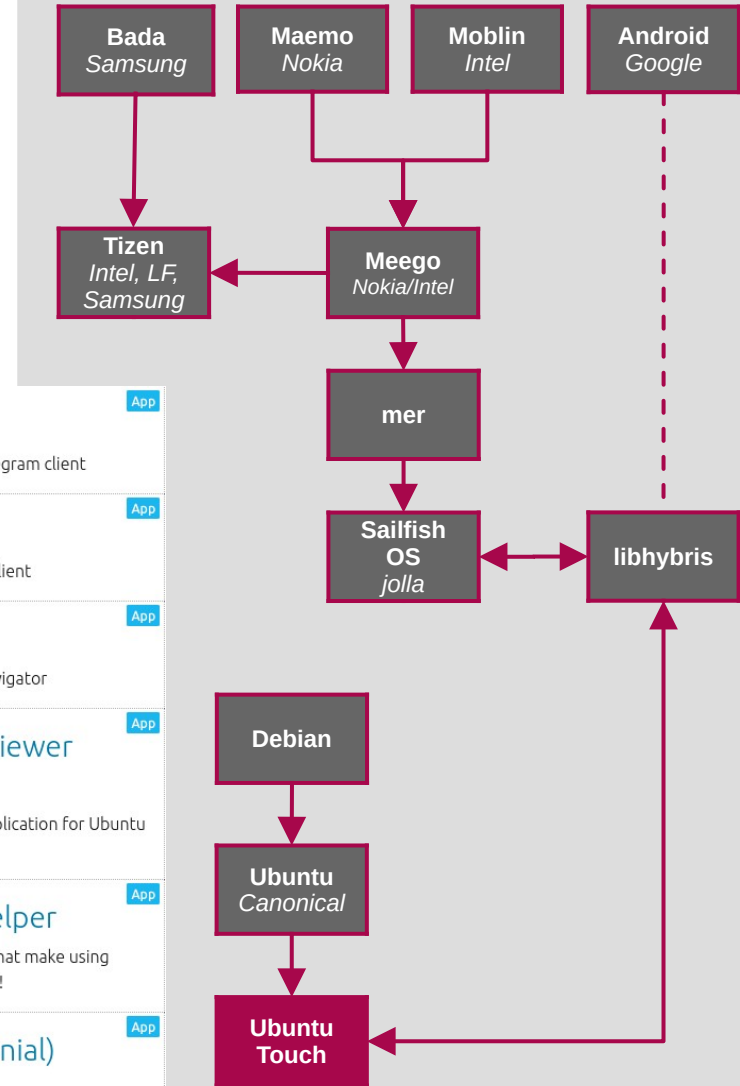 Bada
Samsung
Maemo
Nokia
Moblin
Intel
Android
Google
Tizen
Intel, LF,
Samsung
Meego
Nokia/Intel
mer
Sailfish
OS
jolla
libhybris
Debian
Ubuntu
Canonical
Ubuntu
Touch
App
gram client
App
lient
App
vigator
App
iewer
plication for Ubuntu
App
elper
hat make using
!
App
nial)